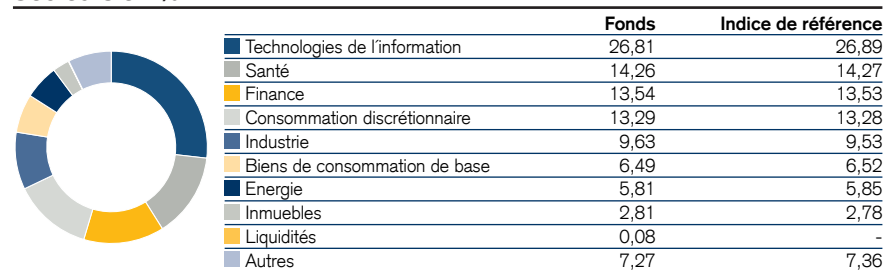 Fonds Indice de référence
Technologies de l´information 26,81 26,89
Santé 14,26 14,27
Finance 13,54 13,53
Consommation discrétionnaire 13,29 13,28
Industrie 9,63 9,53
Biens de consommation de base 6,49 6,52
Energie 5,81 5,85
Inmuebles 2,81 2,78
Liquidités 0,08 -
Autres 7,27 7,36